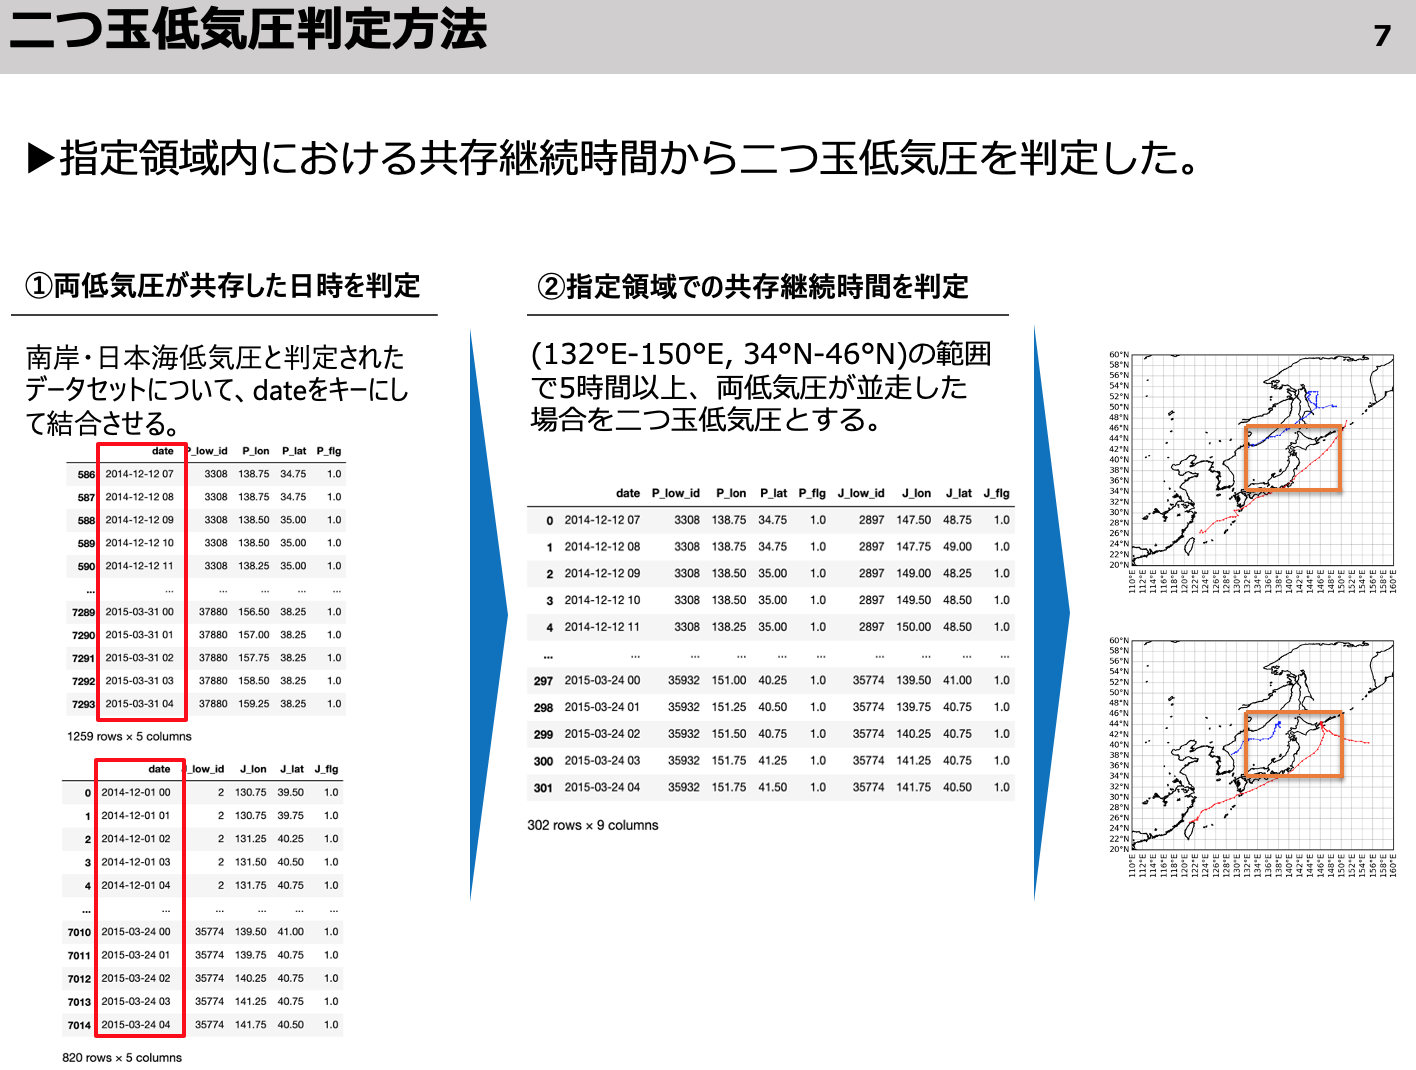 二つ玉低気圧判定方法
7
▶指定領域内における共存継続時間から二つ玉低気圧を判定した。
①両低気圧が共存した日時を判定
南岸・日本海低気圧と判定された
データセットについて、dateをキーにし
て結合させる。
date P_low_id P_lon P_lat P_flg
586 2014-12-12 07 3308 138.75 34.75 1.0
587 2014-12-12 08 3308 138.75 34.75 1.0
588 2014-12-12 09 3308 138.50 35.00 1.0
589 2014-12-12 10 3308 138.50 35.00 1.0
590 2014-12-12 11 3308 138.25 35.00 1.0
... ... ... ... ... ...
7289 2015-03-31 00 37880 156.50 38.25 1.0
7290 2015-03-31 01 37880 157.00 38.25 1.0
7291 2015-03-31 02 37880 157.75 38.25 1.0
7292 2015-03-31 03 37880 158.50 38.25 1.0
7293 2015-03-31 04 37880 159.25 38.25 1.0
1259 rows × 5 columns
date J_low_id J_lon J_lat J_flg
0 2014-12-01 00 2 130.75 39.50 1.0
1 2014-12-01 01 2 130.75 39.75 1.0
2 2014-12-01 02 2 131.25 40.25 1.0
3 2014-12-01 03 2 131.50 40.50 1.0
4 2014-12-01 04 2 131.75 40.75 1.0
... ... ... ... ... ...
7010 2015-03-24 00 35774 139.50 41.00 1.0
7011 2015-03-24 01 35774 139.75 40.75 1.0
7012 2015-03-24 02 35774 140.25 40.75 1.0
7013 2015-03-24 03 35774 141.25 40.75 1.0
7014 2015-03-24 04 35774 141.75 40.50 1.0
820 rows × 5 columns
②指定領域での共存継続時間を判定
(132°E-150°E, 34°N-46°N)の範囲
で5時間以上、両低気圧が並走した
場合を二つ玉低気圧とする。
date P_low_id P_lon P_lat P_flg J_low_id J_lon J_lat J_flg
0 2014-12-12 07 3308 138.75 34.75 1.0 2897 147.50 48.75 1.0
1 2014-12-12 08 3308 138.75 34.75 1.0 2897 147.75 49.00 1.0
2 2014-12-12 09 3308 138.50 35.00 1.0 2897 149.00 48.25 1.0
3 2014-12-12 10 3308 138.50 35.00 1.0 2897 149.50 48.50 1.0
4 2014-12-12 11 3308 138.25 35.00 1.0 2897 150.00 48.50 1.0
... ... ... ... ... ... ... ... ... ...
297 2015-03-24 00 35932 151.00 40.25 1.0 35774 139.50 41.00 1.0
298 2015-03-24 01 35932 151.25 40.50 1.0 35774 139.75 40.75 1.0
299 2015-03-24 02 35932 151.50 40.75 1.0 35774 140.25 40.75 1.0
300 2015-03-24 03 35932 151.75 41.25 1.0 35774 141.25 40.75 1.0
301 2015-03-24 04 35932 151.75 41.50 1.0 35774 141.75 40.50 1.0
302 rows × 9 columns
60°N
58°N
56°N
54°N
52°N
50°N
48°N
46°N
44°N
42°N
40°N
38°N
36°N
34°N
32°N
30°N
28°N
26°N
24°N
22°N
20°N
110°E 112°E 114°E 116°E 118°E 120°E 122°E 124°E 126°E 128°E 130°E 132°E 134°E 136°E 138°E 140°E 142°E 144°E 146°E 148°E 150°E 152°E 154°E 156°E 158°E 160°E
60°N
58°N
56°N
54°N
52°N
50°N
48°N
46°N
44°N
42°N
40°N
38°N
36°N
34°N
32°N
30°N
28°N
26°N
24°N
22°N
20°N
110°E 112°E 114°E 116°E 118°E 120°E 122°E 124°E 126°E 128°E 130°E 132°E 134°E 136°E 138°E 140°E 142°E 144°E 146°E 148°E 150°E 152°E 154°E 156°E 158°E 160°E